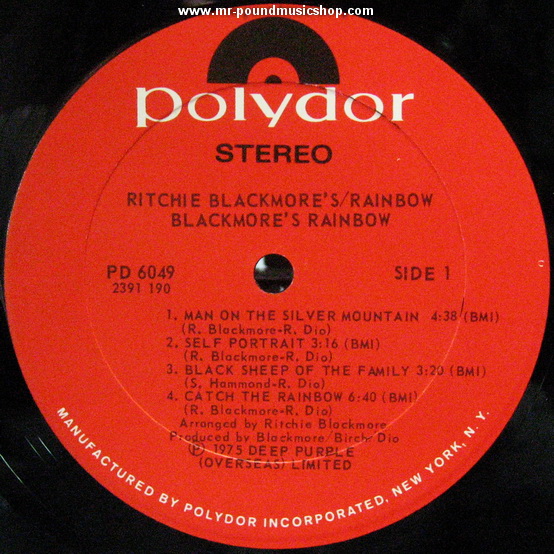 www.mr-poundmusicshop.com
polydor
STEREO
RITCHIE BLACKMORE'S/RAINBOW
BLACKMORE'S RAINBOW
PD 6049
2391 190
SIDE 1
1. MAN ON THE SILVER MOUNTAIN 4:38 (BMI)
(R. Blackmore-R. Dio)
2. SELF PORTRAIT 3:16 (BMI)
(R. Blackmore-R. Dio)
3. BLACK SHEEP OF THE FAMILY 3:20 (BMI)
(S. Hammond-R. Dio)
4. CATCH THE RAINBOW 6:40 (BMI)
(R. Blackmore-R. Dio)
Arranged by Ritchie Blackmore
Produced by Blackmore/Birch/Dio
℗ 1975 DEEP PURPLE
(OVERSEAS) LIMITED
MANUFACTURED BY POLYDOR INCORPORATED, NEW YORK, N.Y.